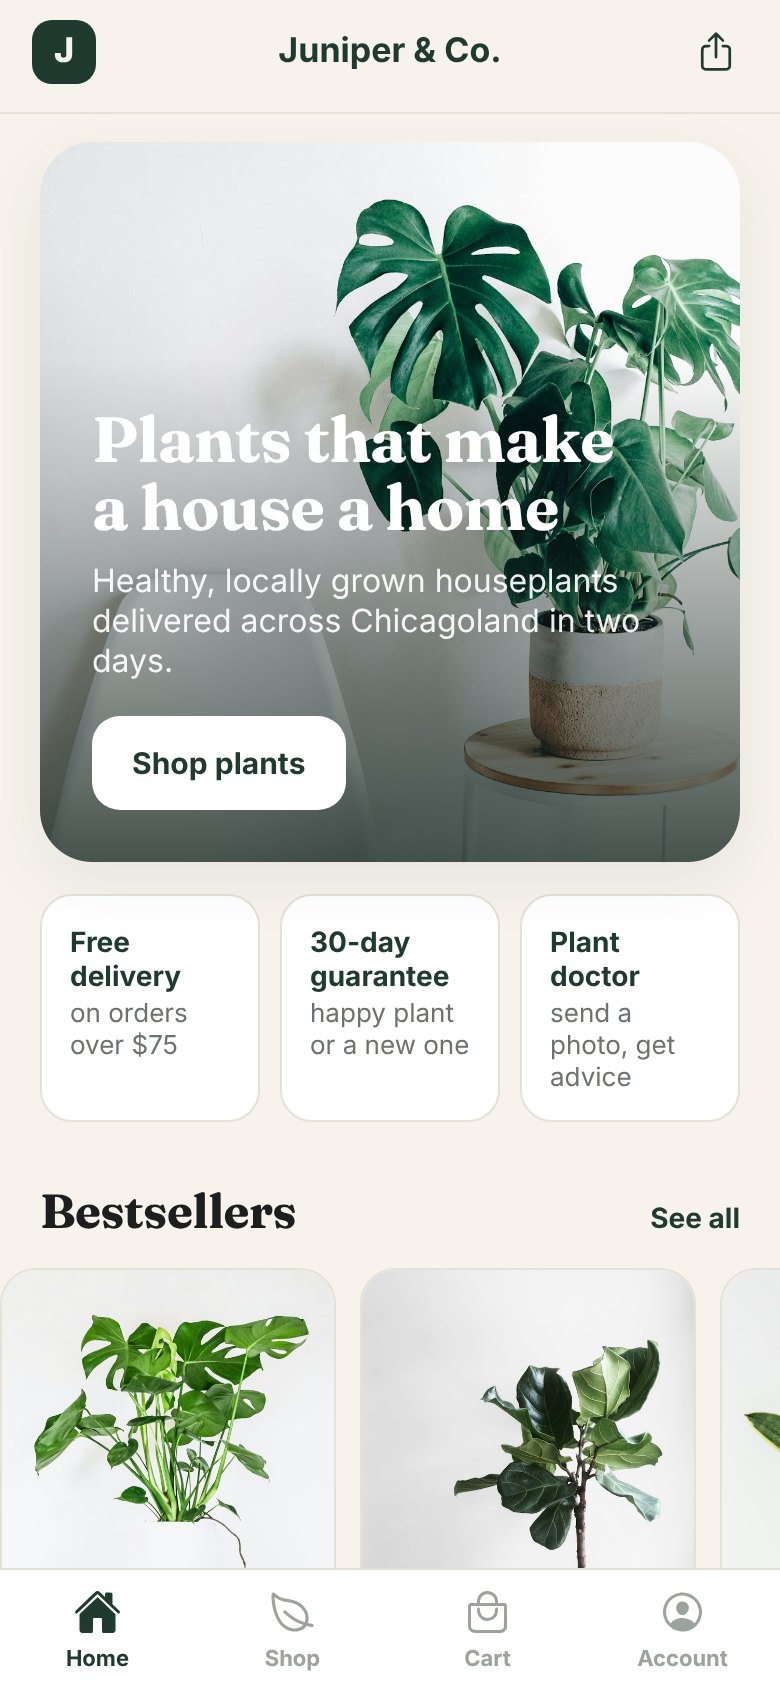 J
Juniper & Co.
Plants that make
a house a home
Healthy, locally grown houseplants
delivered across Chicagoland in two
days.
Shop plants
Free
delivery
on orders
over $75
30-day
guarantee
happy plant
or a new one
Plant
doctor
send a
photo, get
advice
Bestsellers
See all
Home
Shop
Cart
Account